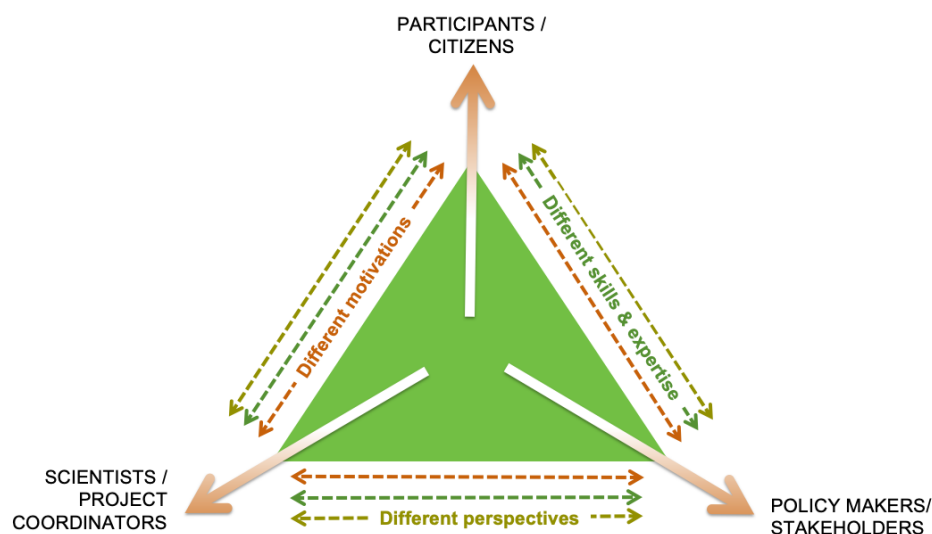 PARTICIPANTS /
CITIZENS
Different motivations
Different skills & expertise
SCIENTISTS /
PROJECT
COORDINATORS
Different perspectives
POLICY MAKERS/
STAKEHOLDERS